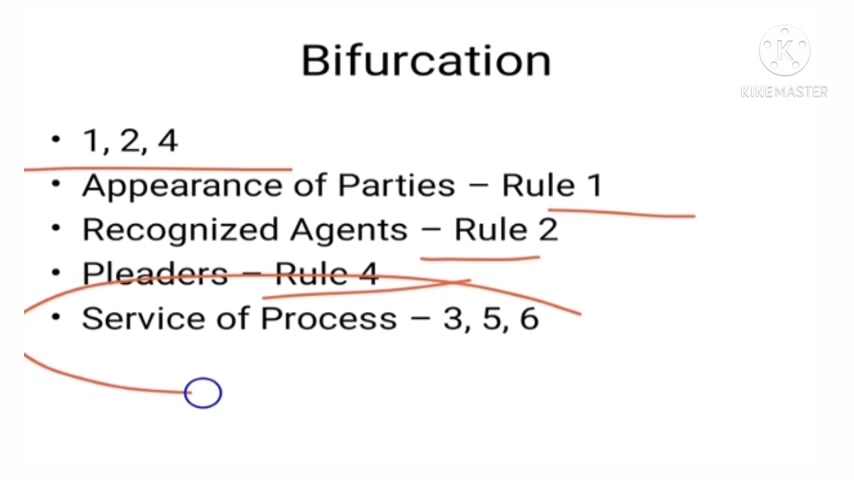 Bifurcation
KINEMASTER
• 1, 2, 4
• Appearance of Parties – Rule 1
• Recognized Agents – Rule 2
• Pleaders – Rule 4
• Service of Process – 3, 5, 6